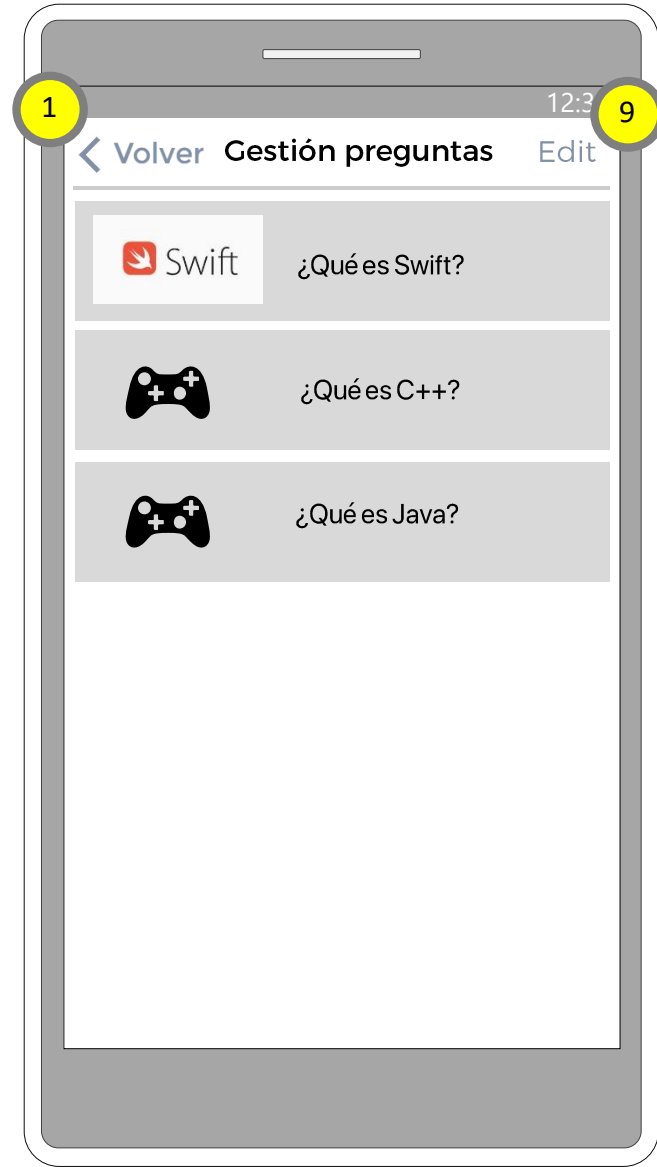 12:3
1
9
Volver Gestión preguntas Edit
Swift ¿Qué es Swift?
¿Qué es C++?
¿Qué es Java?